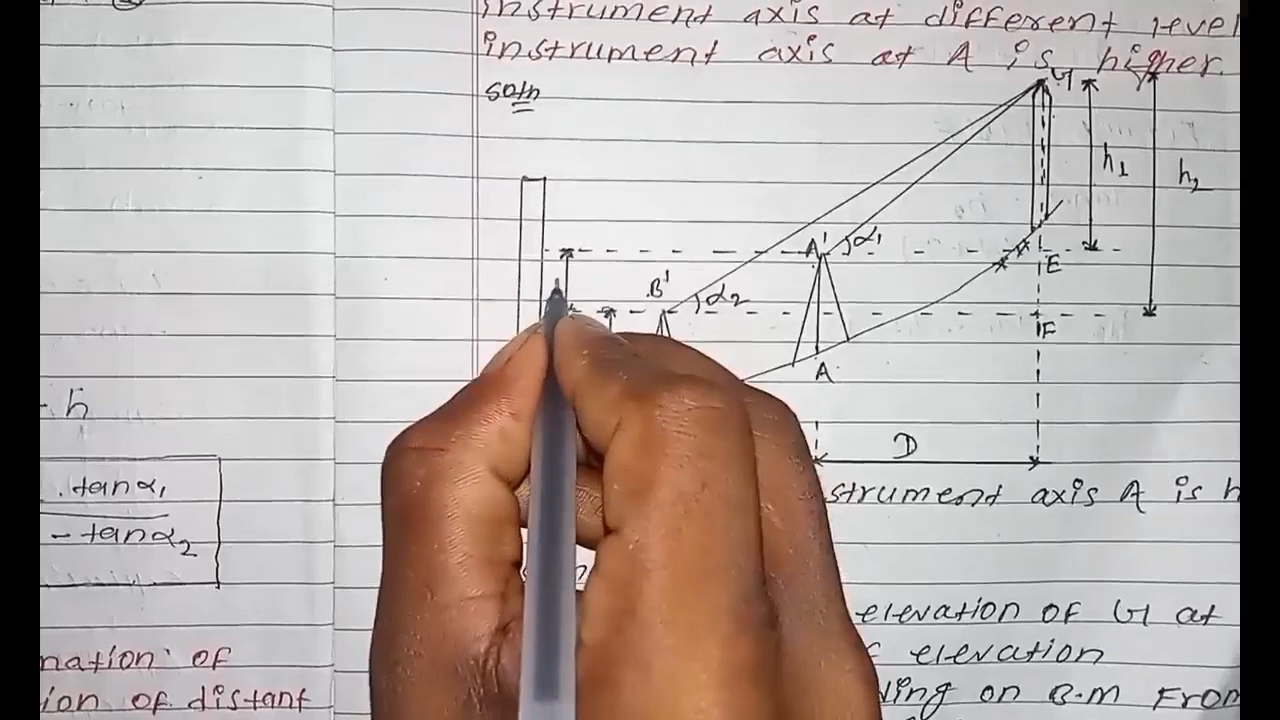 instrument axis at different level
instrument axis at A is higher.
soln
G
h1
h2
A'
α1
B'
α2
E
F
A
D
- h
. tanα1
- tanα2
strument axis A is h
elevation of G at
elevation
ding on B.M From
nation of
ion of distant